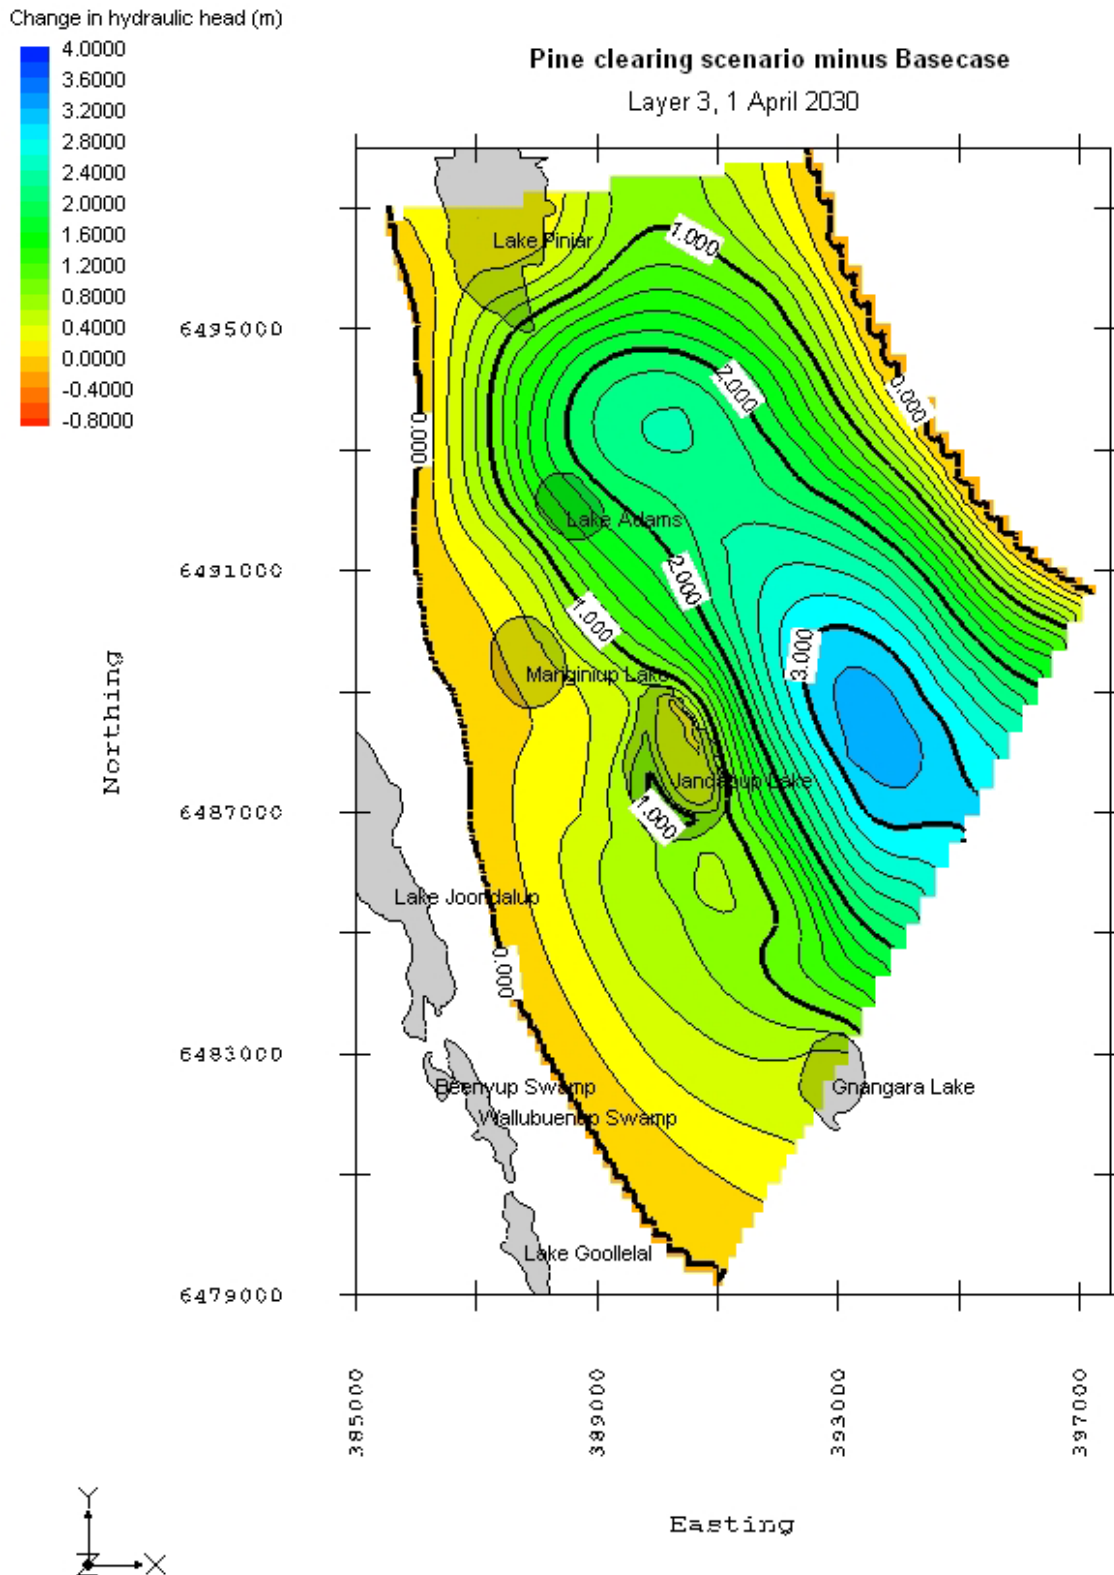 Change in hydraulic head (m)
4.0000
3.6000
3.2000
2.8000
2.4000
2.0000
1.6000
1.2000
0.8000
0.4000
0.0000
-0.4000
-0.8000
Pine clearing scenario minus Basecase
Layer 3, 1 April 2030
Lake Pinjar
1.000
6495000
2.000
0.000
0.000
Lake Adams
6491000
2.000
1.000
3.000
Mariginiup Lake
Northing
Jandabup Lake
1.000
6487000
Lake Joondalup
0.000
6483000
Beenyup Swamp
Gnangara Lake
Wallubuenup Swamp
Lake Goollelal
6479000
385000
389000
393000
397000
Easting
Y
Z
X